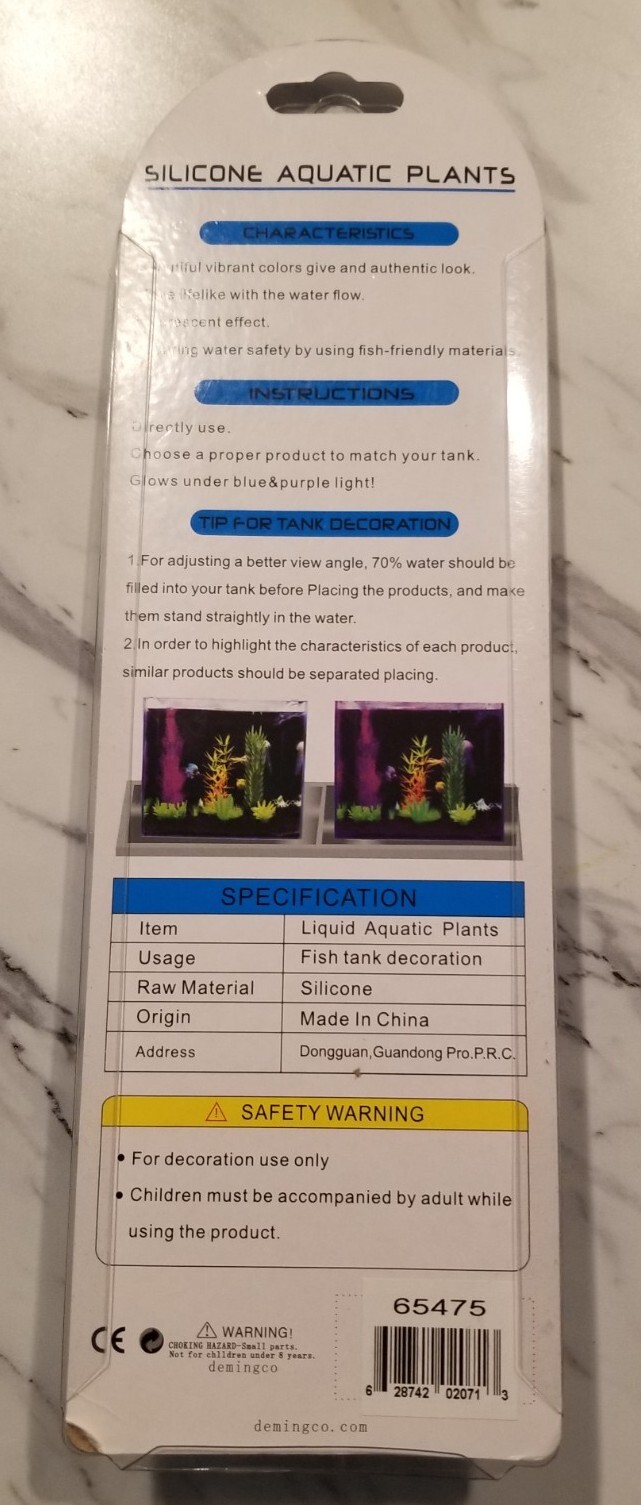 SILICONE AQUATIC PLANTS
CHARACTERISTICS
vibrant colors give and authentic look.
with the water flow.
effect.
water safety by using fish-friendly materials.
INSTRUCTIONS
Directly use.
Choose a proper product to match your tank.
Glows under blue&purple light!
TIP FOR TANK DECORATION
1.For adjusting a better view angle, 70% water should be
filled into your tank before Placing the products, and make
them stand straightly in the water.
2.In order to highlight the characteristics of each product,
similar products should be separated placing.
SPECIFICATION
Item Liquid Aquatic Plants
Usage Fish tank decoration
Raw Material Silicone
Origin Made In China
Address Dongguan,Guandong Pro.P.R.C.
SAFETY WARNING
• For decoration use only
• Children must be accompanied by adult while
using the product.
CE
WARNING!
CHOKING HAZARD-Small parts.
Not for children under 8 years.
demingco
65475
6 28742 02071 3
demingco.com